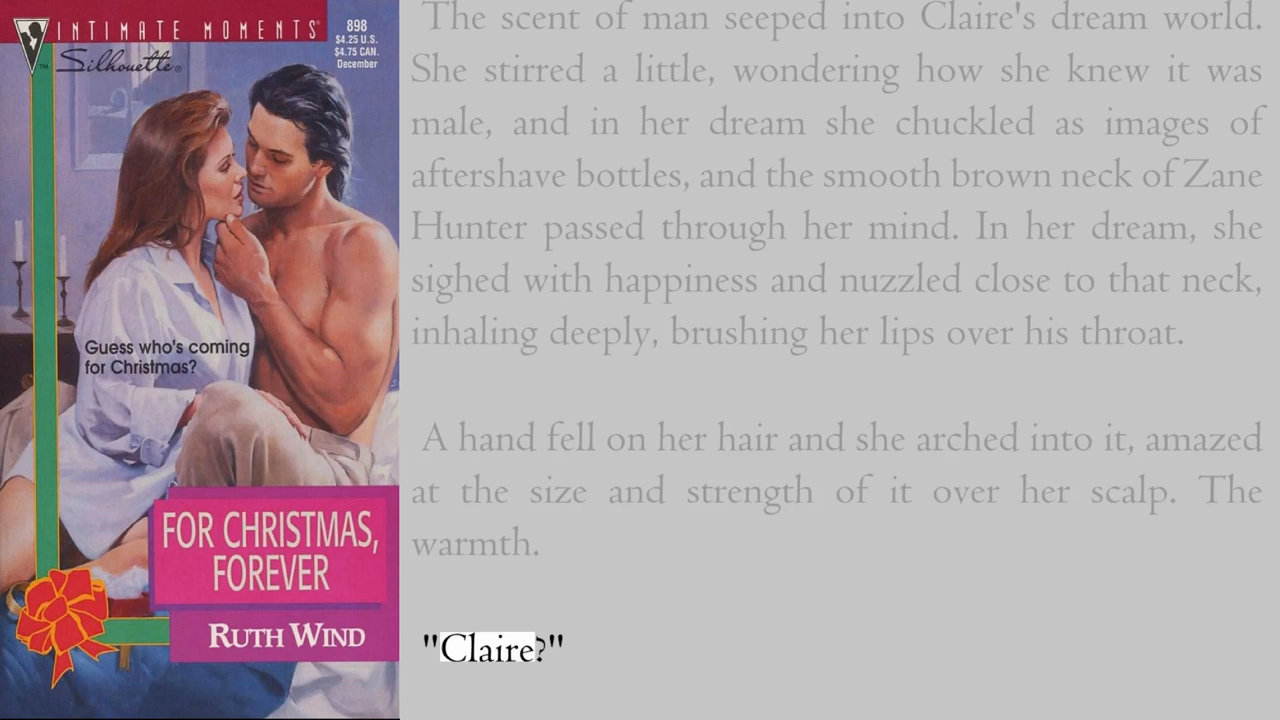 INTIMATE MOMENTS®
Silhouette®
TM
898
$4.25 U.S.
$4.75 CAN.
December
Guess who's coming
for Christmas?
FOR CHRISTMAS,
FOREVER
RUTH WIND
The scent of man seeped into Claire's dream world.
She stirred a little, wondering how she knew it was
male, and in her dream she chuckled as images of
aftershave bottles, and the smooth brown neck of Zane
Hunter passed through her mind. In her dream, she
sighed with happiness and nuzzled close to that neck,
inhaling deeply, brushing her lips over his throat.
A hand fell on her hair and she arched into it, amazed
at the size and strength of it over her scalp. The
warmth.
"Claire?"